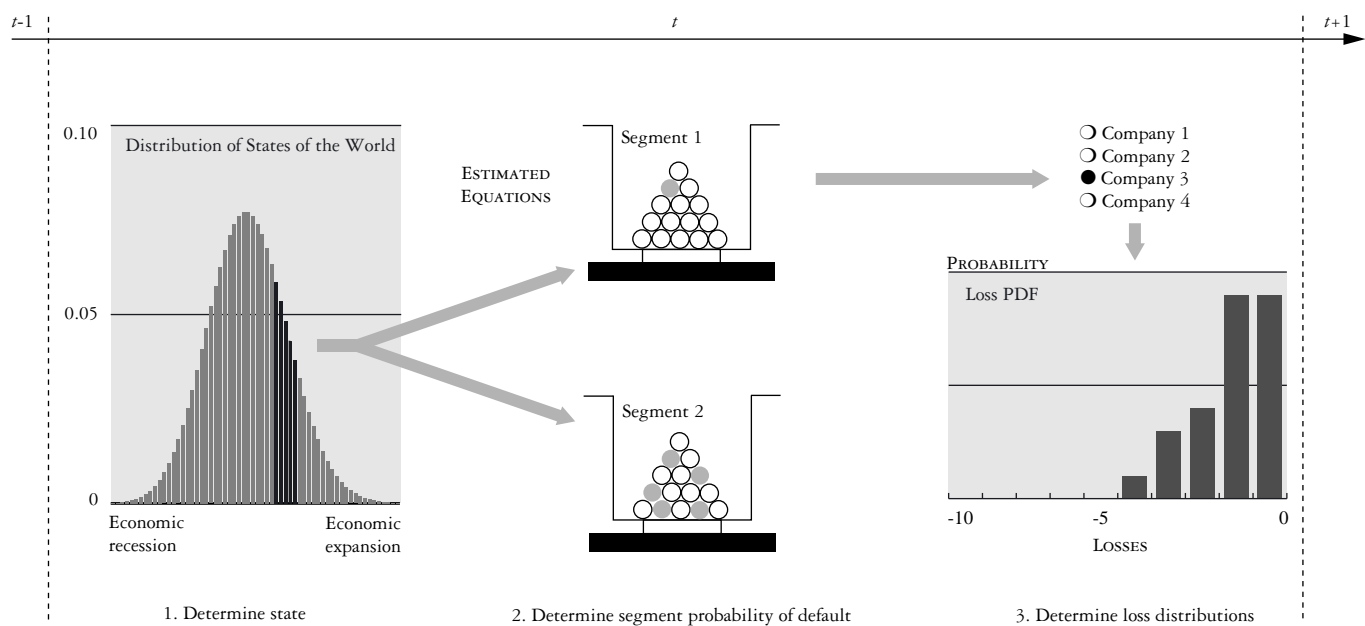 t-1
t
t+1
0.10
Distribution of States of the World
0.05
0
Economic
recession
Economic
expansion
1. Determine state
ESTIMATED
EQUATIONS
Segment 1
Segment 2
2. Determine segment probability of default
Company 1
Company 2
Company 3
Company 4
PROBABILITY
Loss PDF
-10
-5
0
LOSSES
3. Determine loss distributions